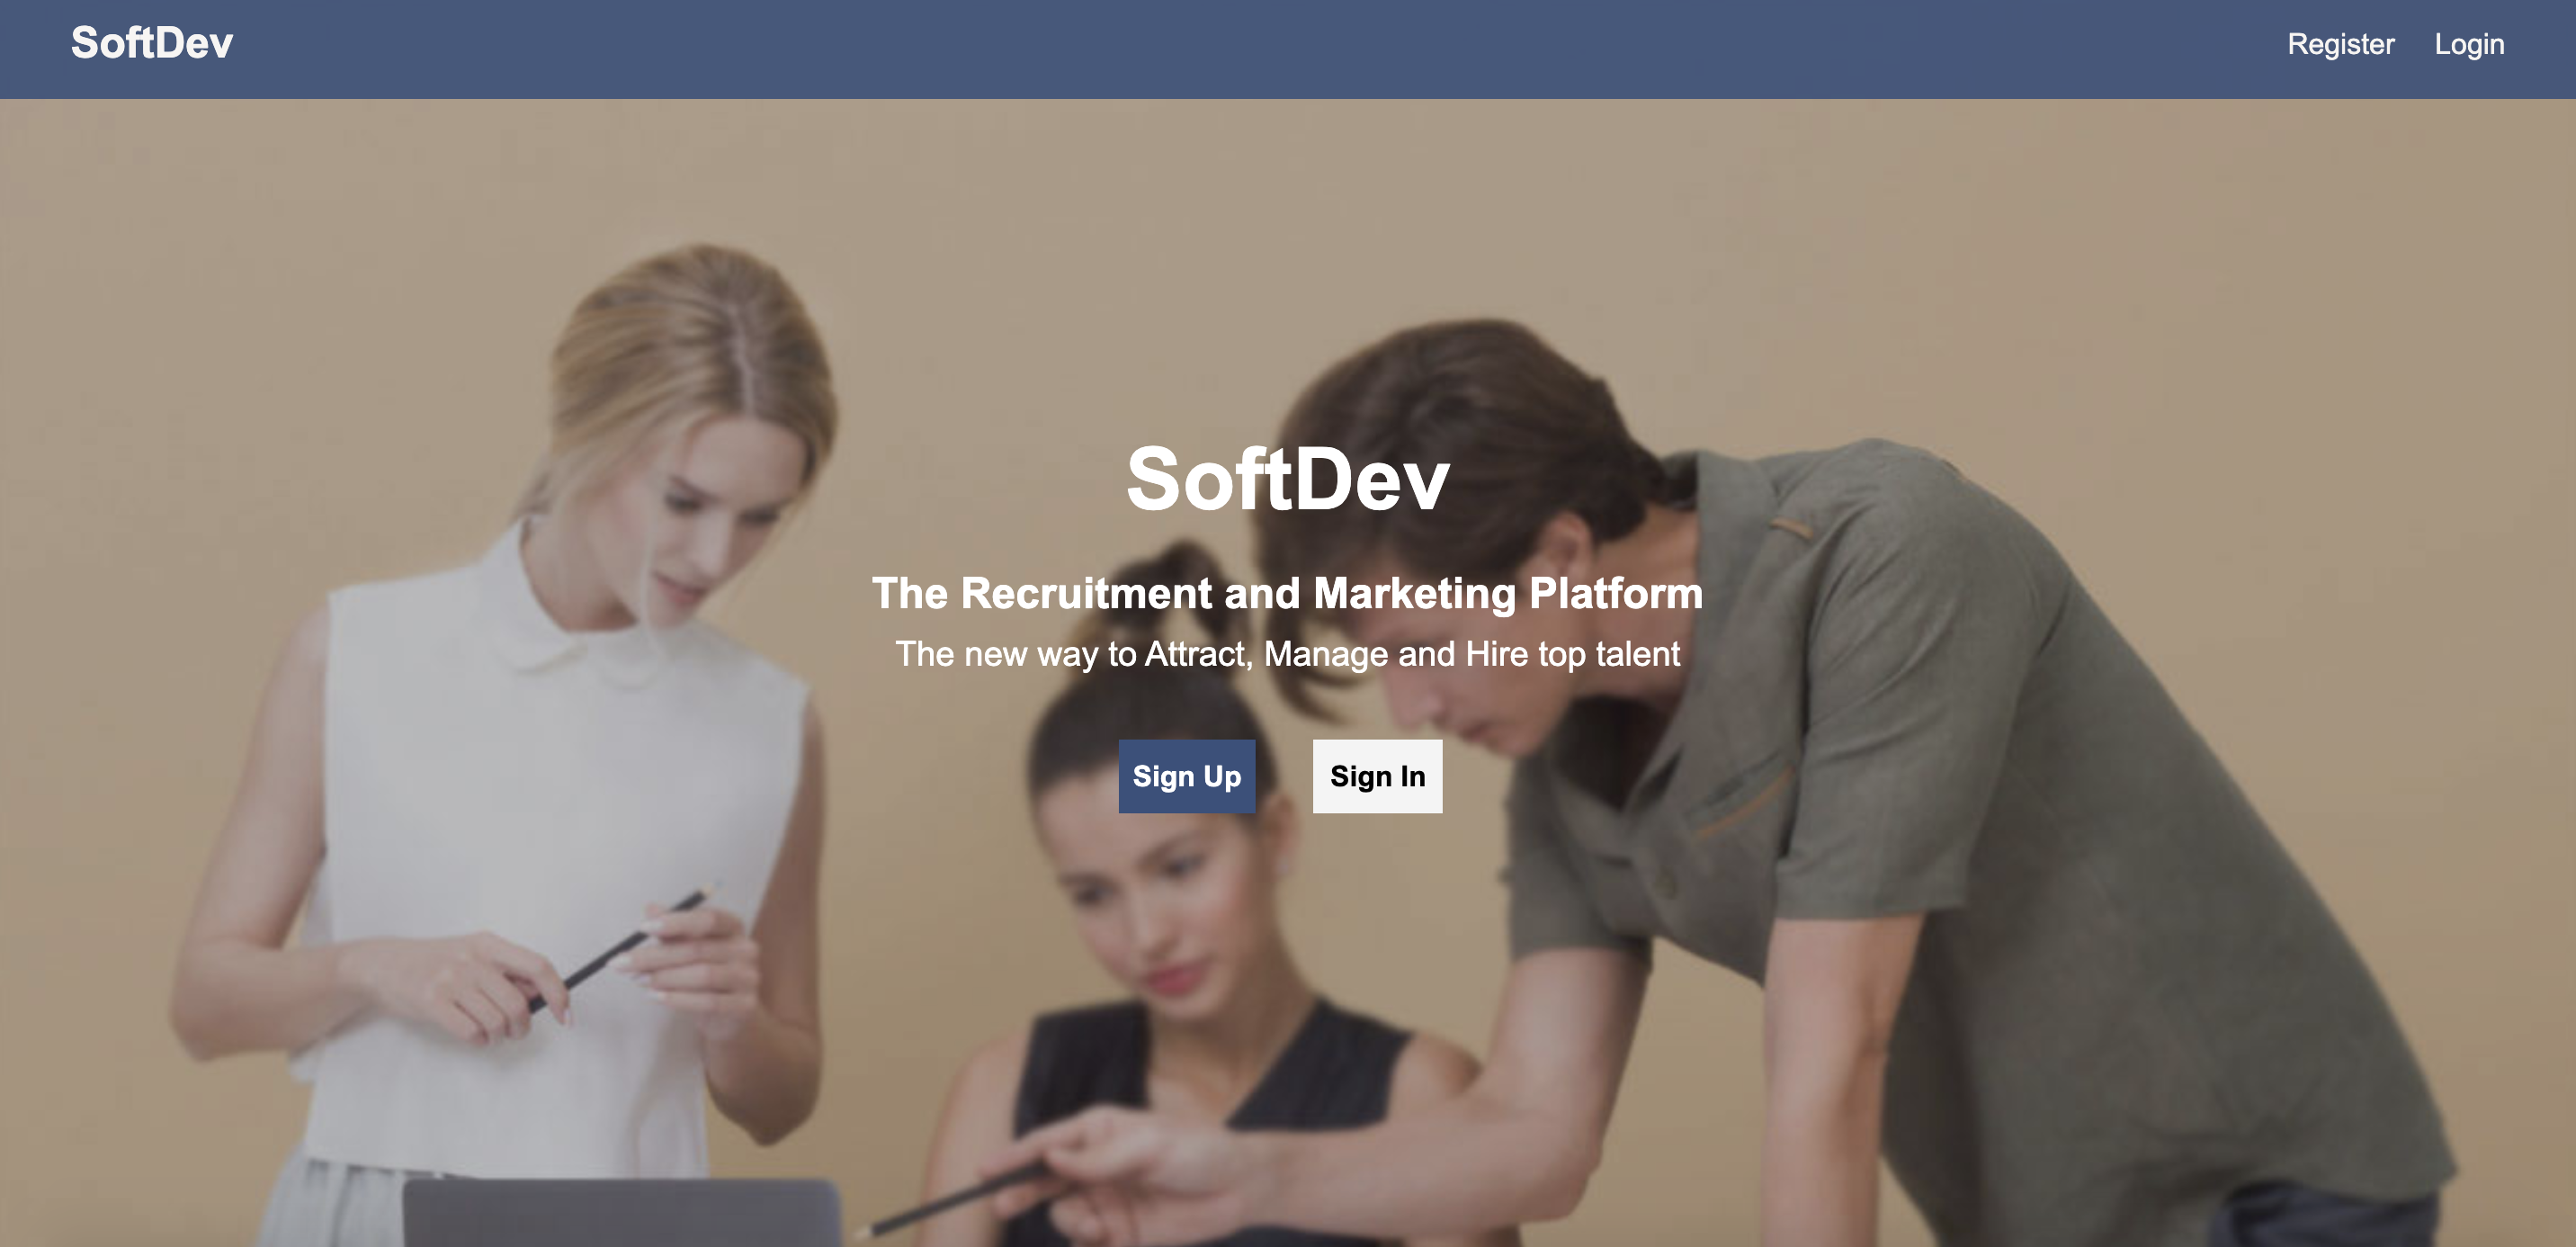 SoftDev
Register Login
SoftDev
The Recruitment and Marketing Platform
The new way to Attract, Manage and Hire top talent
Sign Up
Sign In